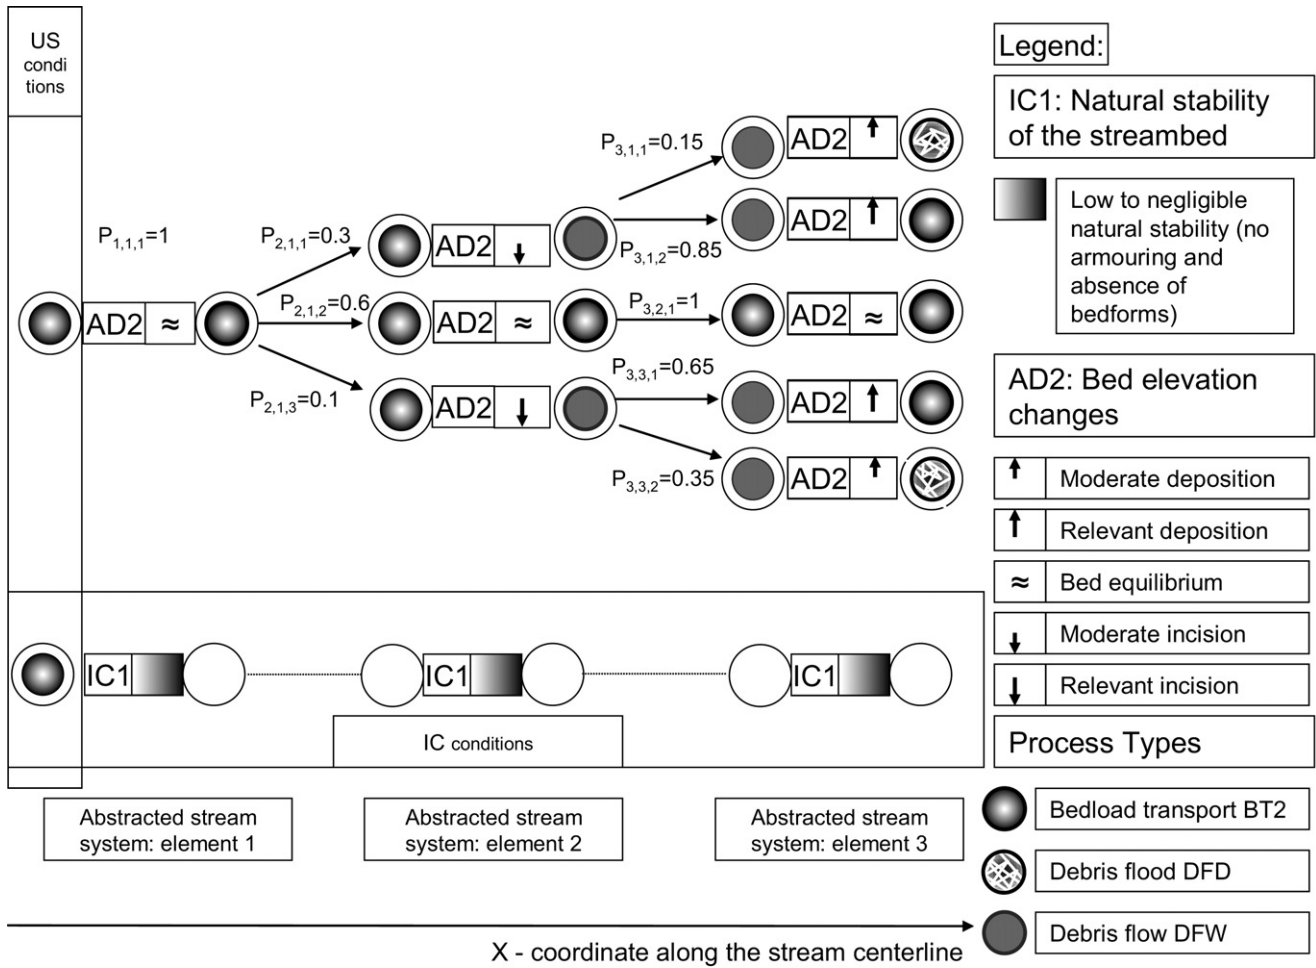 US
condi
tions
P1,1,1=1
P2,1,1=0.3
P2,1,2=0.6
P2,1,3=0.1
P3,1,1=0.15
P3,1,2=0.85
P3,2,1=1
P3,3,1=0.65
P3,3,2=0.35
AD2 ≈
AD2
AD2 ≈
AD2
AD2
AD2
AD2 ≈
AD2
AD2
IC1
IC1
IC1
IC conditions
Abstracted stream
system: element 1
Abstracted stream
system: element 2
Abstracted stream
system: element 3
X - coordinate along the stream centerline
Legend:
IC1: Natural stability
of the streambed
Low to negligible
natural stability (no
armouring and
absence of
bedforms)
AD2: Bed elevation
changes
Moderate deposition
Relevant deposition
≈ Bed equilibrium
Moderate incision
Relevant incision
Process Types
Bedload transport BT2
Debris flood DFD
Debris flow DFW